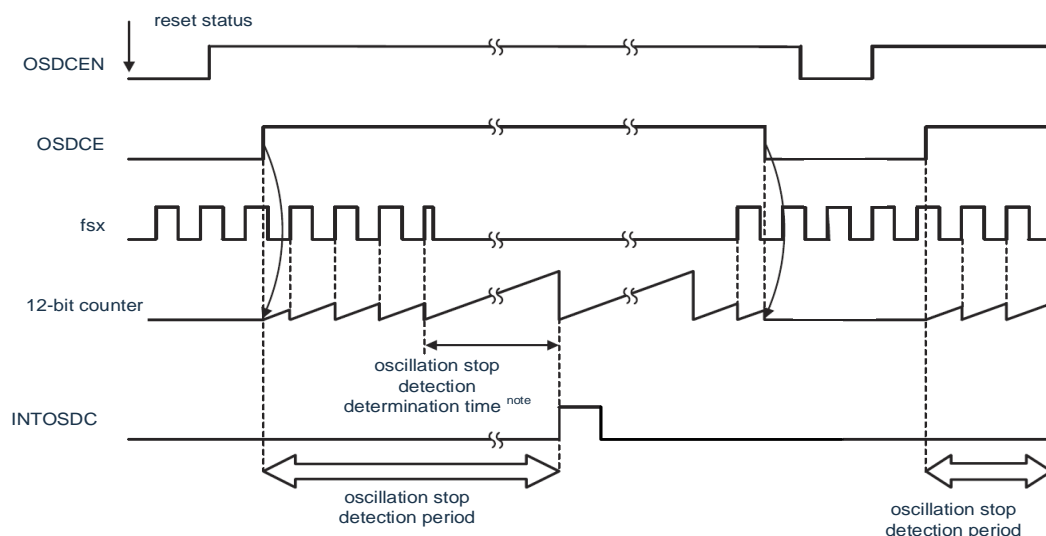 reset status
OSDCEN
OSDCE
fsx
12-bit counter
oscillation stop
detection
determination time note
INTOSDC
oscillation stop
detection period
oscillation stop
detection period